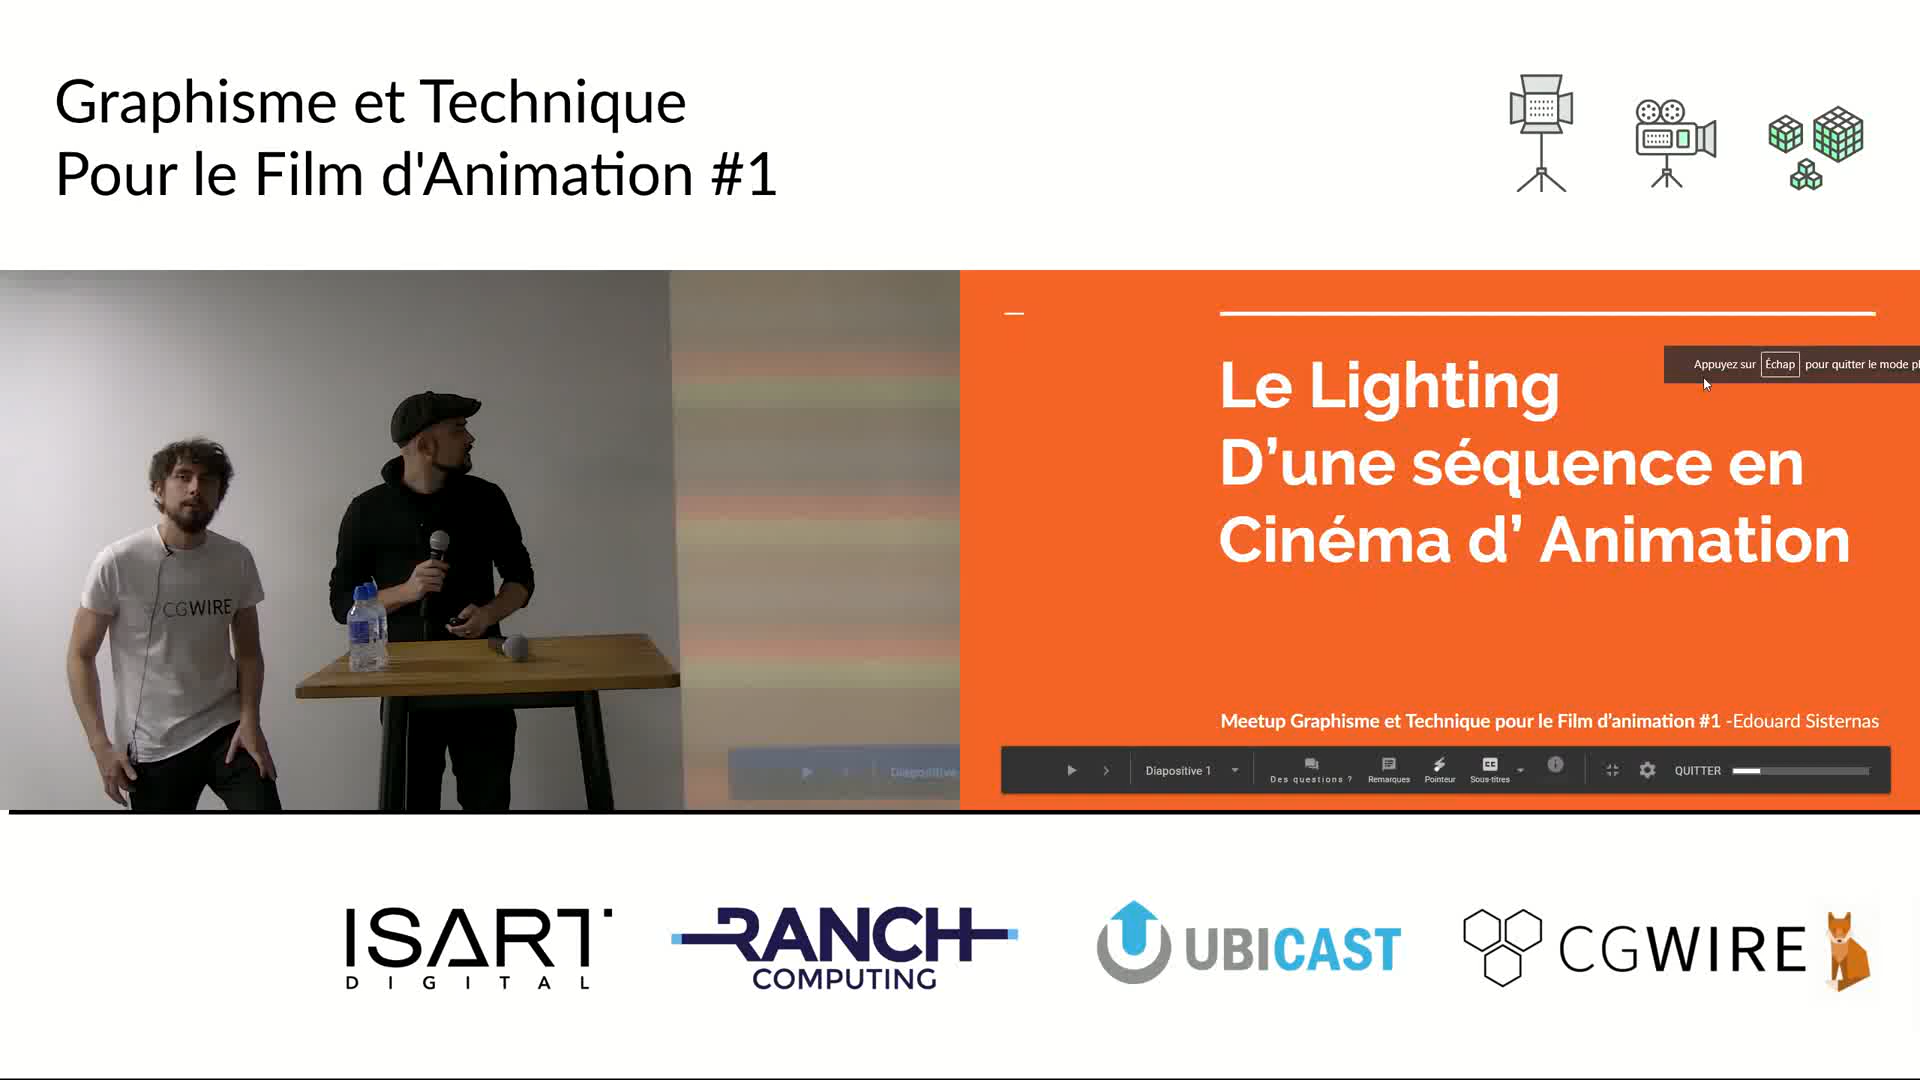 Graphisme et Technique
Pour le Film d'Animation #1
CGWIRE
Diapositive
Le Lighting
D’une séquence en
Cinéma d’ Animation
Appuyez sur Échap pour quitter le mode pl
Meetup Graphisme et Technique pour le Film d’animation #1 -Edouard Sisternas
Diapositive 1
Des questions ?
Remarques
Pointeur
Sous-titres
QUITTER
ISART
DIGITAL
RANCH
COMPUTING
UBICAST
CGWIRE